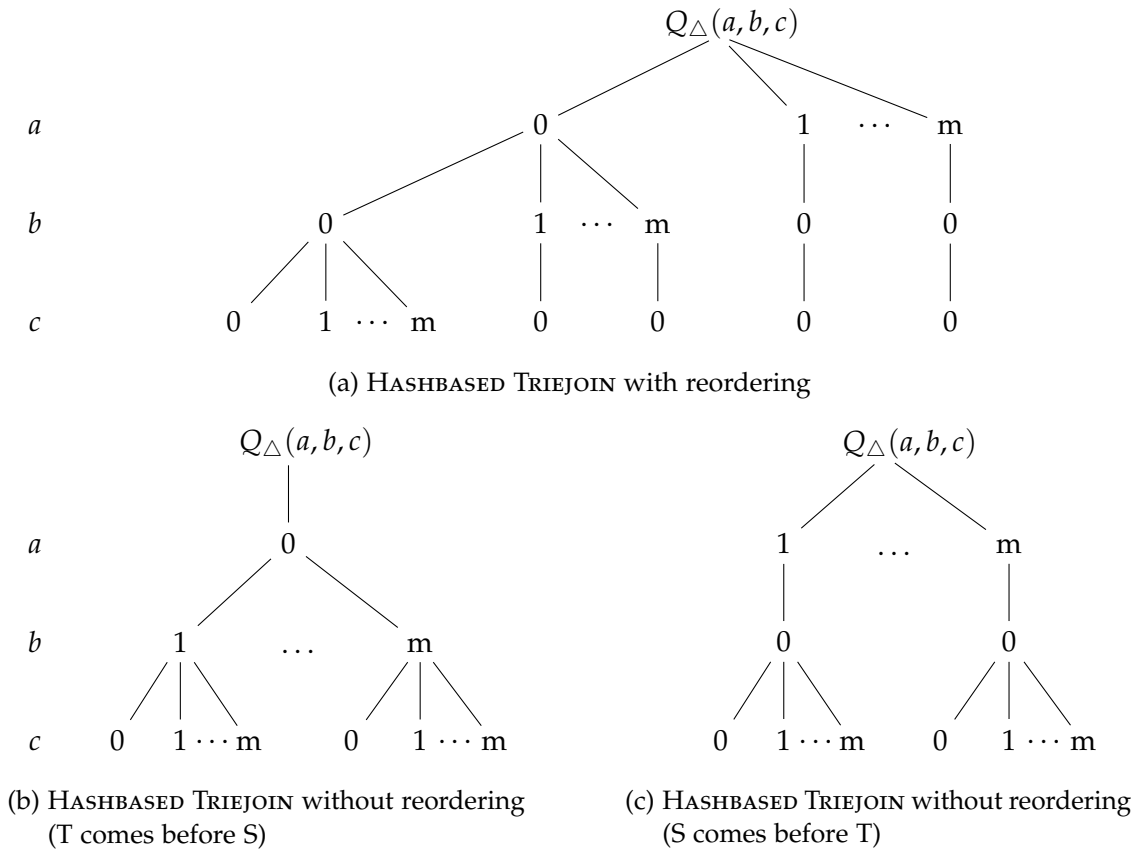 Q△(a, b, c)
a 0 1 ⋯ m
b 0 1 ⋯ m 0 0
c 0 1 ⋯ m 0 0 0 0
(a) HASHBASED TRIEJOIN with reordering
Q△(a, b, c) Q△(a, b, c)
a 0 1 ... m
b 1 ... m 0 0
c 0 1 ⋯ m 0 1 ⋯ m 0 1 ⋯ m 0 1 ⋯ m
(b) HASHBASED TRIEJOIN without reordering
(T comes before S)
(c) HASHBASED TRIEJOIN without reordering
(S comes before T)